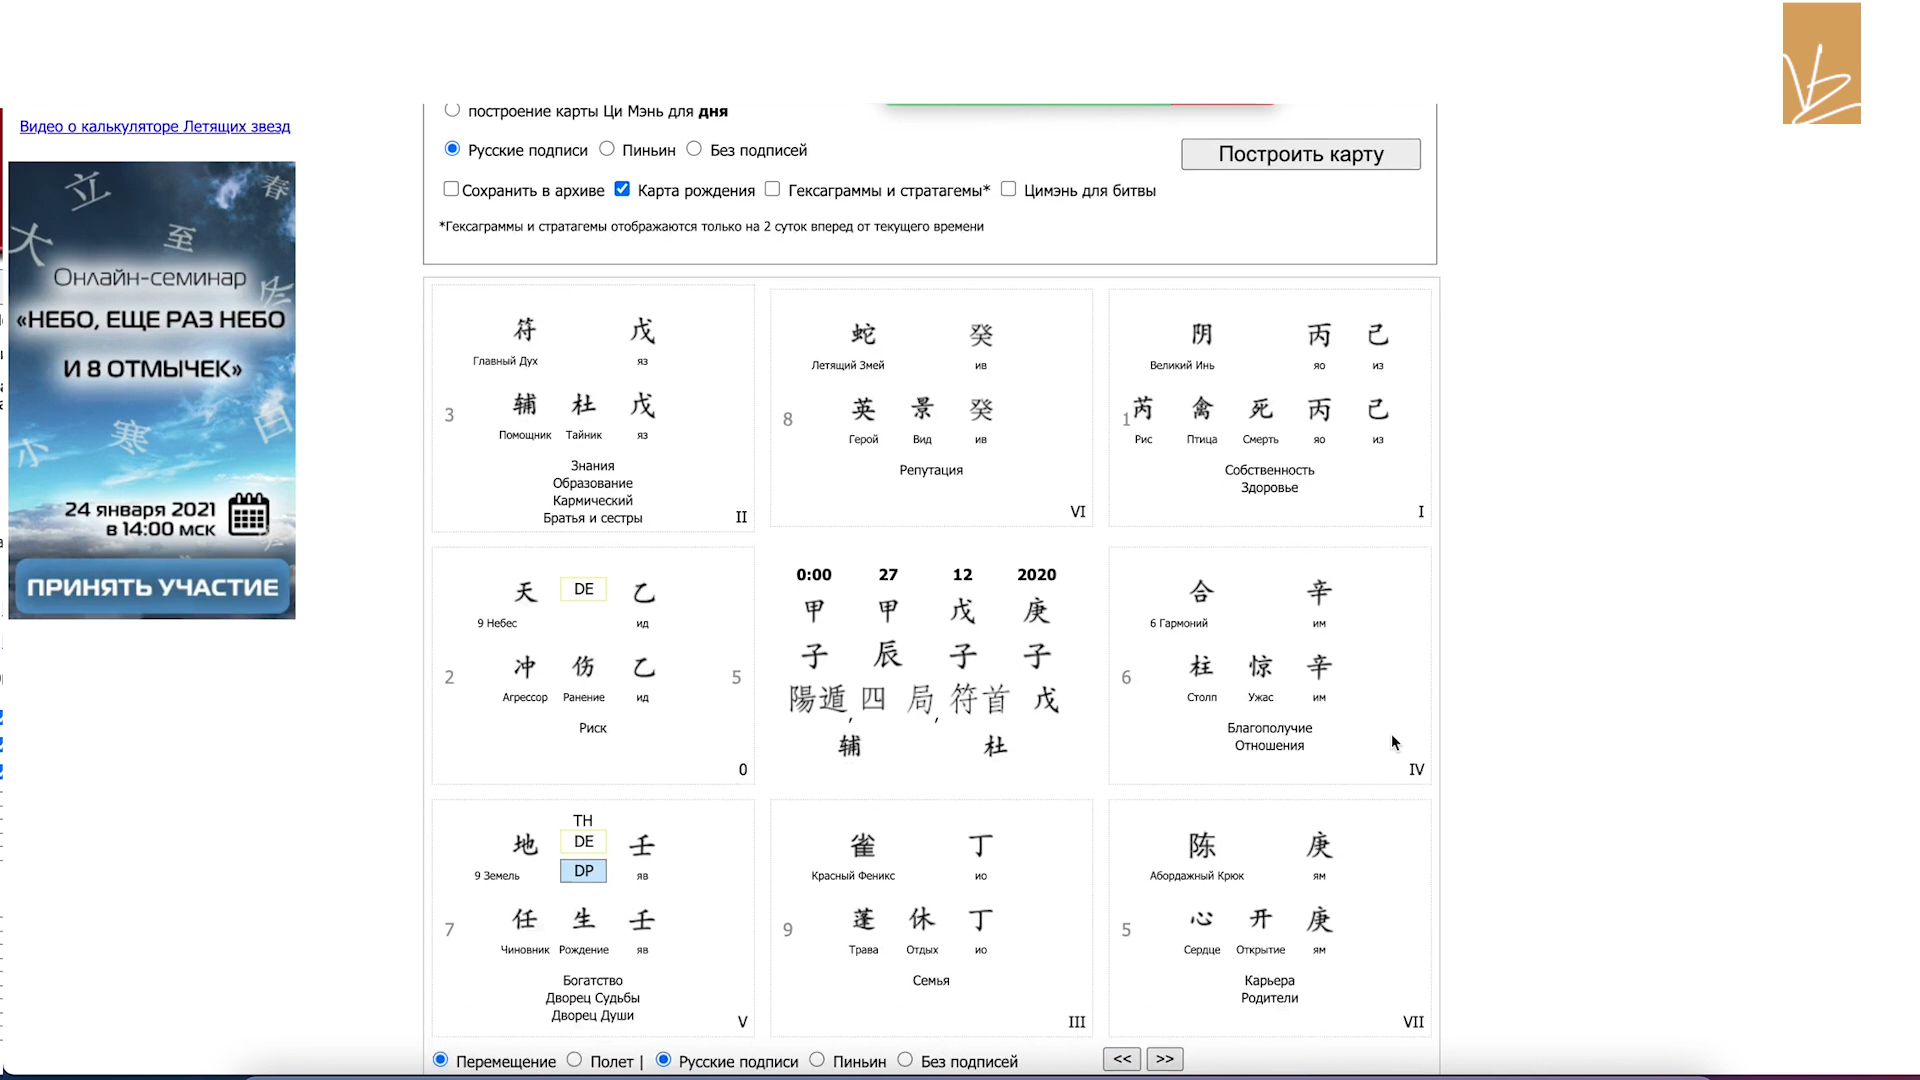 построение карты Ци Мэнь для дня
Видео о калькуляторе Летящих звезд
Русские подписи Пиньин Без подписей
Построить карту
Сохранить в архиве Карта рождения Гексаграммы и стратагемы* Цимэнь для битвы
*Гексаграммы и стратагемы отображаются только на 2 суток вперед от текущего времени
立 春
大 至
Онлайн-семинар
«НЕБО, ЕЩЕ РАЗ НЕБО
И 8 ОТМЫЧЕК»
小 寒
24 января 2021
в 14:00 мск
ПРИНЯТЬ УЧАСТИЕ
符 戊
Главный Дух яз
3 辅 杜 戊
Помощник Тайник яз
Знания
Образование
Кармический
Братья и сестры
II
蛇 癸
Летящий Змей ив
8 英 景 癸
Герой Вид ив
Репутация
VI
阴 丙 己
Великий Инь яо из
1 芮 禽 死 丙 己
Рис Птица Смерть яо из
Собственность
Здоровье
I
天 DE 乙
9 Небес ид
2 冲 伤 乙 5
Агрессор Ранение ид
Риск
0
0:00 27 12 2020
甲 甲 戊 庚
子 辰 子 子
陽遁, 四 局, 符首 戊
辅 杜
合 辛
6 Гармоний им
6 柱 惊 辛
Столп Ужас им
Благополучие
Отношения
IV
TH
地 DE 壬
9 Земель DP яв
7 任 生 壬
Чиновник Рождение яв
Богатство
Дворец Судьбы
Дворец Души
V
雀 丁
Красный Феникс ио
9 蓬 休 丁
Трава Отдых ио
Семья
III
陈 庚
Абордажный Крюк ям
5 心 开 庚
Сердце Открытие ям
Карьера
Родители
VII
Перемещение Полет | Русские подписи Пиньин Без подписей << >>